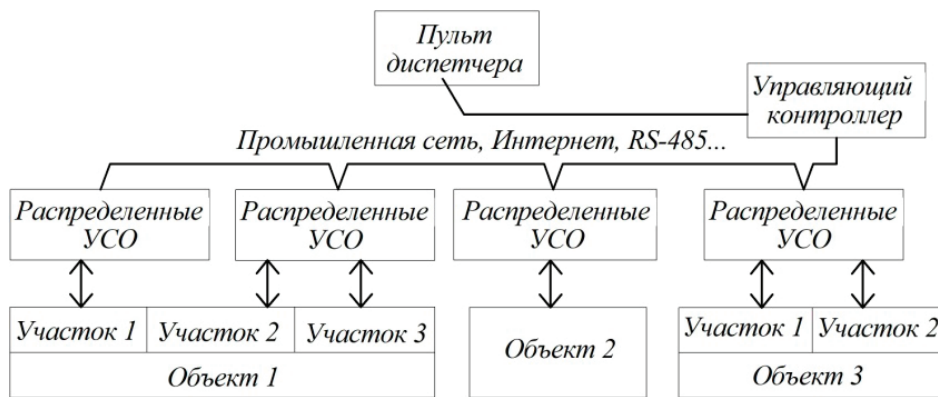 Пульт
диспетчера
Управляющий
контроллер
Промышленная сеть, Интернет, RS-485...
Распределенные
УСО
Распределенные
УСО
Распределенные
УСО
Распределенные
УСО
Участок 1
Участок 2
Участок 3
Объект 1
Объект 2
Участок 1
Участок 2
Объект 3